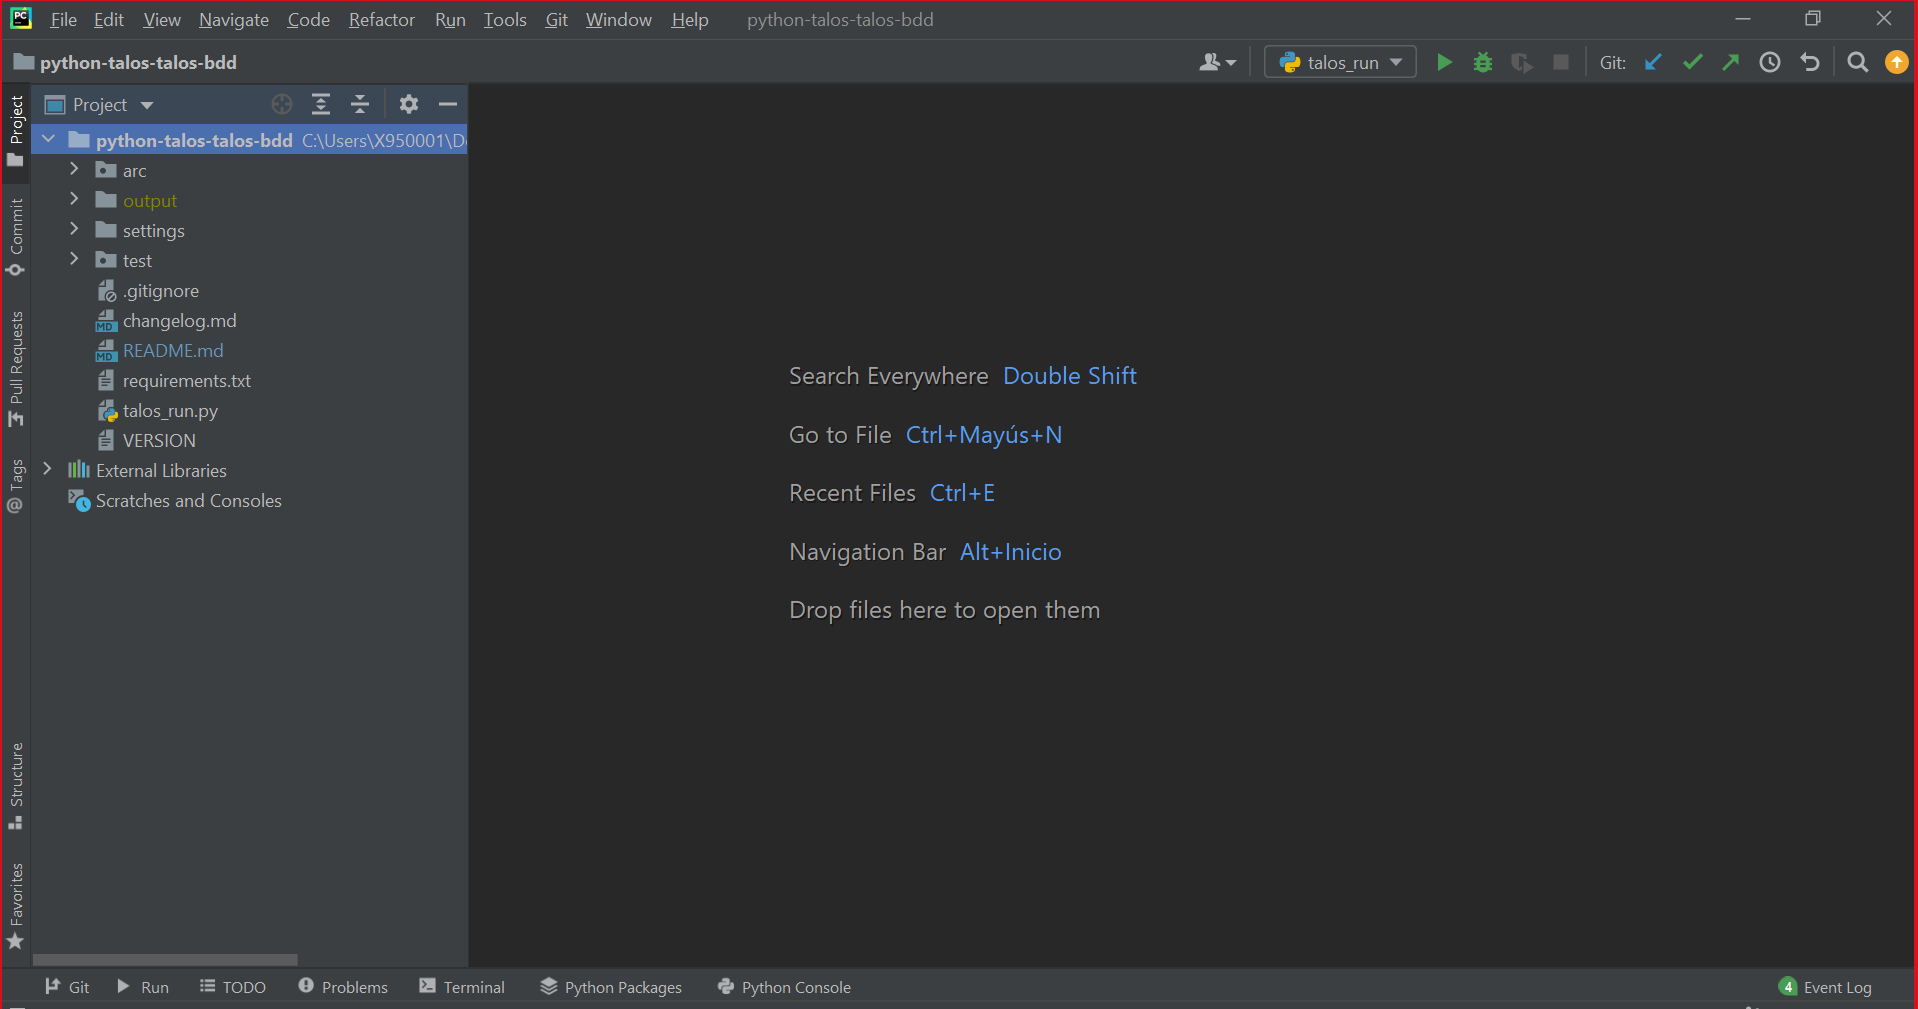 PC File Edit View Navigate Code Refactor Run Tools Git Window Help python-talos-talos-bdd
python-talos-talos-bdd talos_run Git:
Project
python-talos-talos-bdd C:\Users\X950001\D
arc
output
settings
test
.gitignore
MD changelog.md
MD README.md
requirements.txt
talos_run.py
VERSION
External Libraries
Scratches and Consoles
Project
Commit
Pull Requests
@ Tags
Structure
Favorites
Search Everywhere Double Shift
Go to File Ctrl+Mayús+N
Recent Files Ctrl+E
Navigation Bar Alt+Inicio
Drop files here to open them
Git Run TODO Problems Terminal Python Packages Python Console 4 Event Log